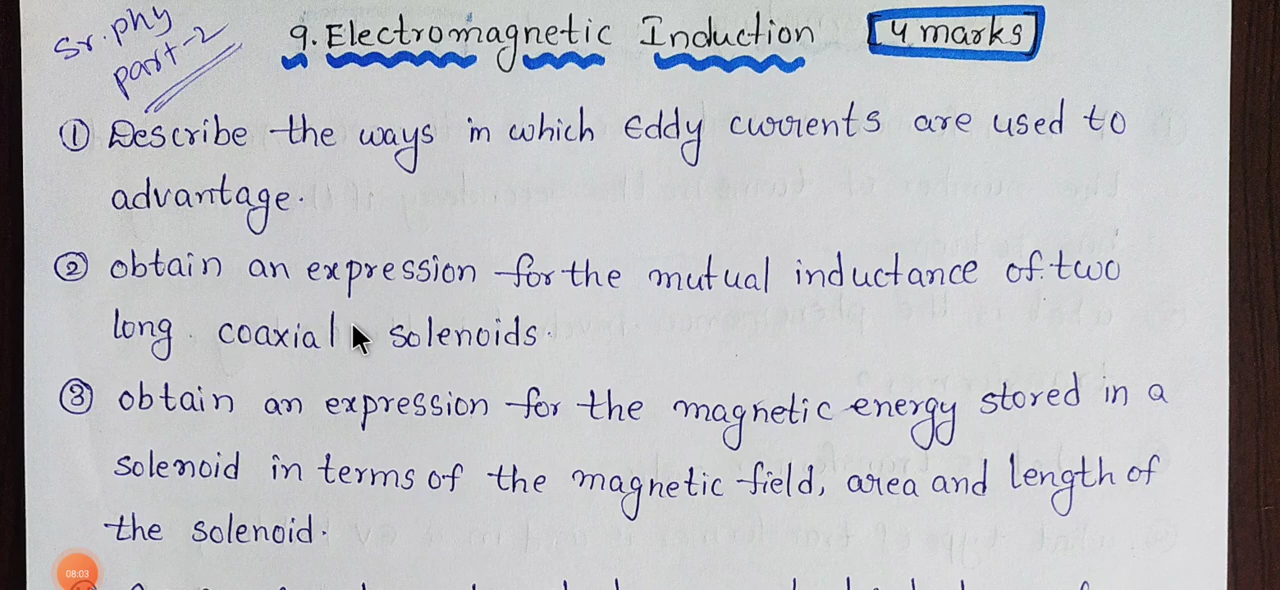 Sr. phy
part-2
9. Electromagnetic Induction [4 marks]
① Describe the ways in which Eddy currents are used to
advantage.
② obtain an expression for the mutual inductance of two
long coaxial solenoids.
③ obtain an expression for the magnetic energy stored in a
solenoid in terms of the magnetic field, area and length of
the solenoid.
08:03